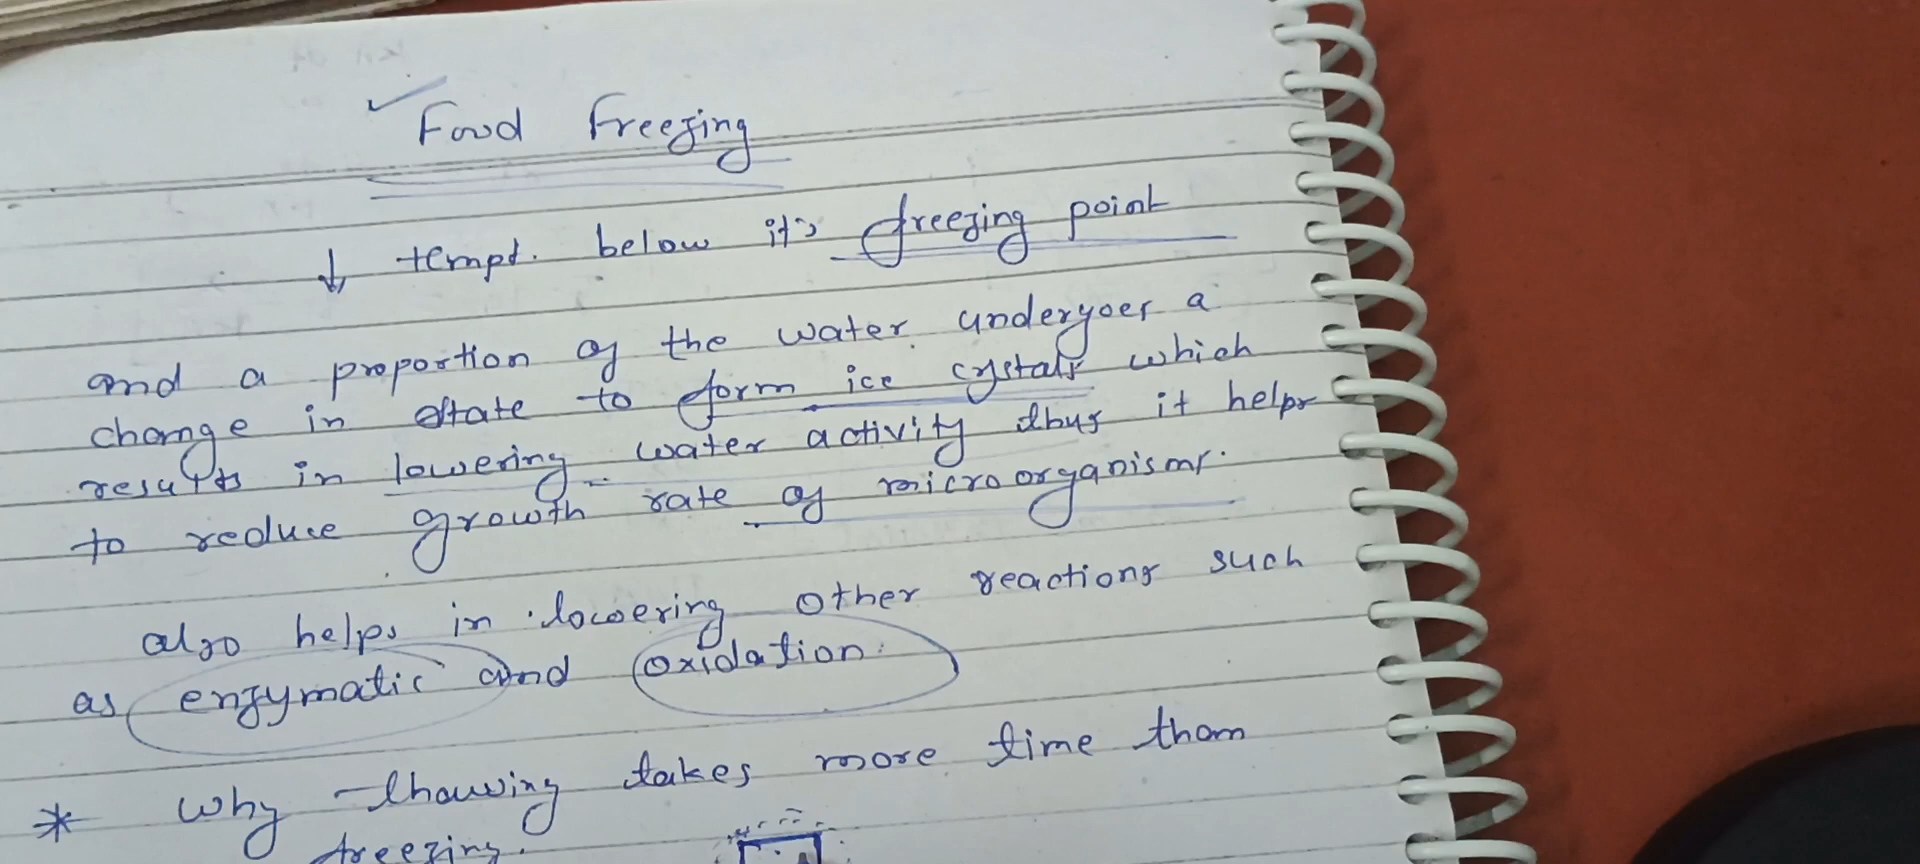 Food Freezing
↓ tempt. below it's freezing point
and a proportion of the water undergoes a
change in state to form ice crystals which
results in lowering water activity thus it helps
to reduce growth rate of microorganisms.
also helps in lowering other reactions such
as enzymatic and oxidation.
* why thawing takes more time than
freezing.